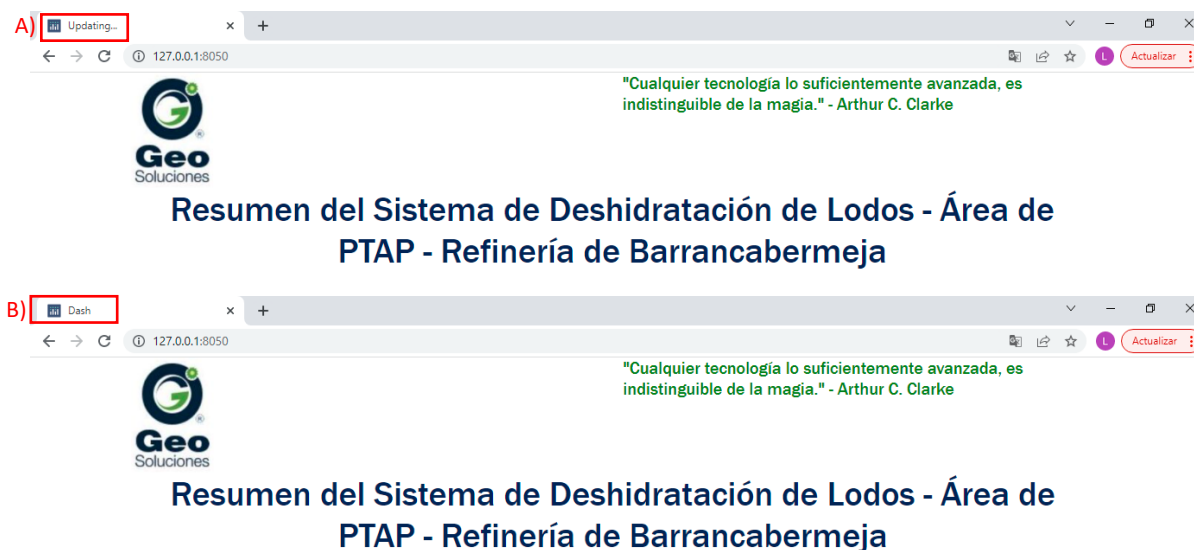 A) Updating...
127.0.0.1:8050
L Actualizar
"Cualquier tecnología lo suficientemente avanzada, es
indistinguible de la magia." - Arthur C. Clarke
G
Geo
Soluciones
Resumen del Sistema de Deshidratación de Lodos - Área de
PTAP - Refinería de Barrancabermeja
B) Dash
127.0.0.1:8050
L Actualizar
"Cualquier tecnología lo suficientemente avanzada, es
indistinguible de la magia." - Arthur C. Clarke
G
Geo
Soluciones
Resumen del Sistema de Deshidratación de Lodos - Área de
PTAP - Refinería de Barrancabermeja